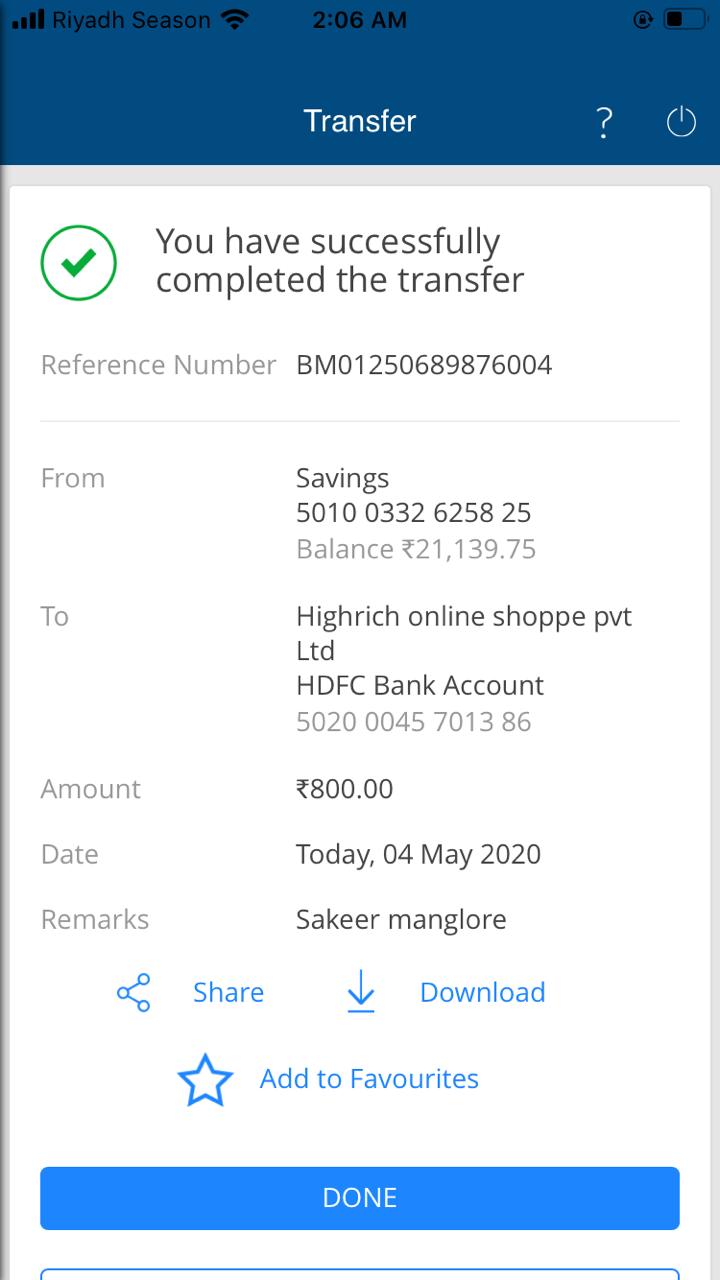 Riyadh Season 2:06 AM
Transfer ?
You have successfully
completed the transfer
Reference Number BM01250689876004
From Savings
5010 0332 6258 25
Balance ₹21,139.75
To Highrich online shoppe pvt
Ltd
HDFC Bank Account
5020 0045 7013 86
Amount ₹800.00
Date Today, 04 May 2020
Remarks Sakeer manglore
Share Download
Add to Favourites
DONE